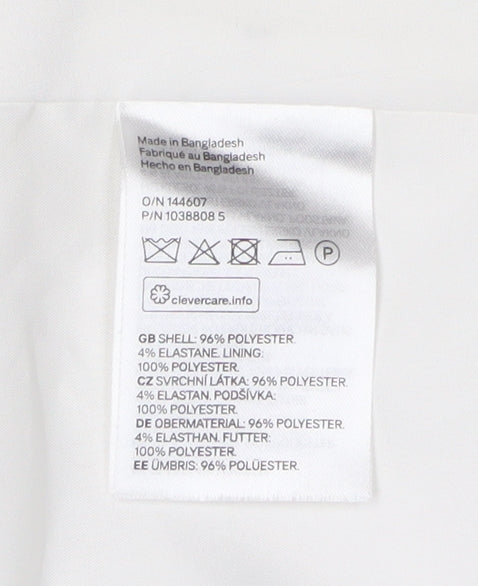 Made in Bangladesh
Fabriqué au Bangladesh
Hecho en Bangladesh
O/N 144607
P/N 1038808 5
P
clevercare.info
GB SHELL: 96% POLYESTER.
4% ELASTANE. LINING:
100% POLYESTER.
CZ SVRCHNÍ LÁTKA: 96% POLYESTER.
4% ELASTAN. PODŠÍVKA:
100% POLYESTER.
DE OBERMATERIAL: 96% POLYESTER.
4% ELASTHAN. FUTTER:
100% POLYESTER.
EE ÜMBRIS: 96% POLÜESTER.